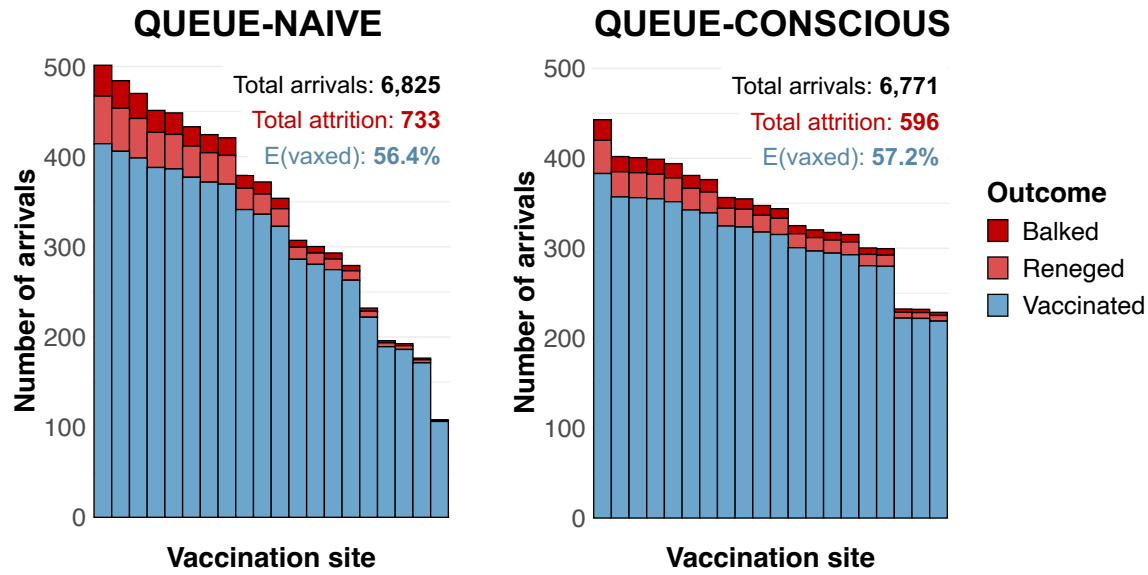 QUEUE-NAIVE
Total arrivals: 6,825
Total attrition: 733
E(vaxed): 56.4%
Number of arrivals
500
400
300
200
100
0
Vaccination site
QUEUE-CONSCIOUS
Total arrivals: 6,771
Total attrition: 596
E(vaxed): 57.2%
Number of arrivals
500
400
300
200
100
0
Vaccination site
Outcome
Balked
Reneged
Vaccinated